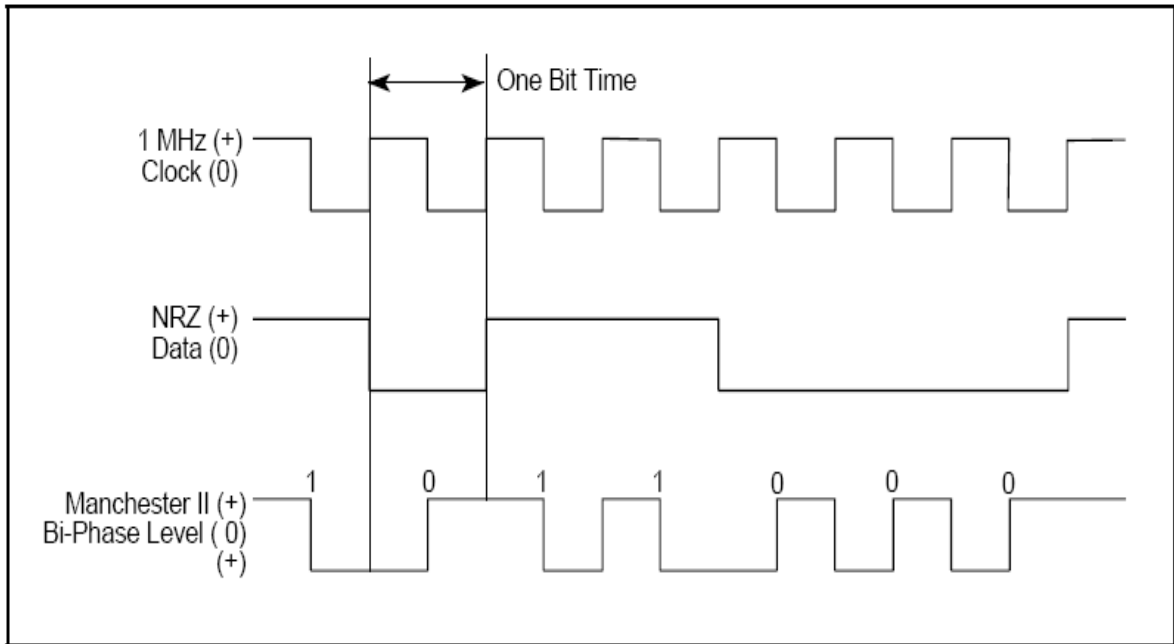 One Bit Time
1 MHz (+)
Clock (0)
NRZ (+)
Data (0)
1 0 1 1 0 0 0
Manchester II (+)
Bi-Phase Level ( 0)
(+)